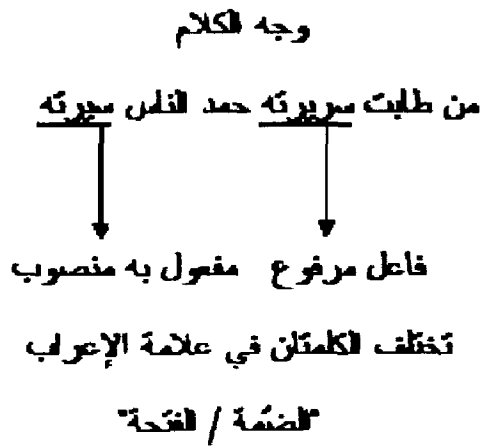 وجه الكلام
من طابت سريرته حمد الناس سيرته
فاعل مرفوع مفعول به منصوب
تختلف الكلمتان في علامة الإعراب
"الضمة / الفتحة"